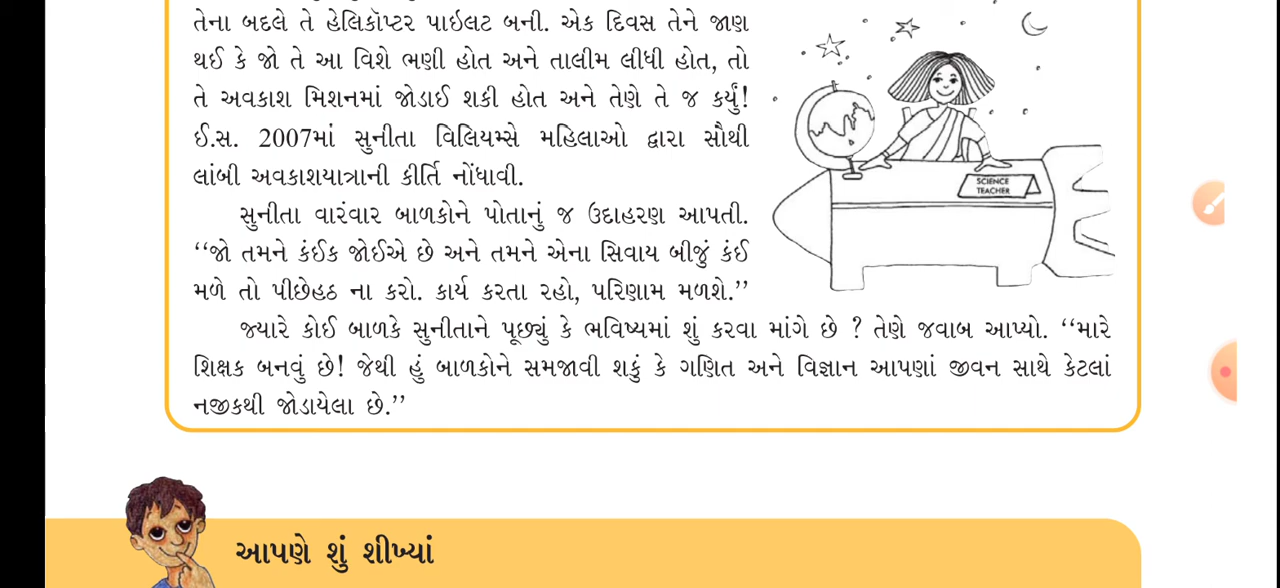 તેના બદલે તે હેલિકૉપ્ટર પાઇલટ બની. એક દિવસ તેને જાણ
થઈ કે જો તે આ વિશે ભણી હોત અને તાલીમ લીધી હોત, તો
તે અવકાશ મિશનમાં જોડાઈ શકી હોત અને તેણે તે જ કર્યું!
ઈ.સ. 2007માં સુનીતા વિલિયમ્સે મહિલાઓ દ્વારા સૌથી
લાંબી અવકાશયાત્રાની કીર્તિ નોંધાવી.
સુનીતા વારંવાર બાળકોને પોતાનું જ ઉદાહરણ આપતી.
‘‘જો તમને કંઈક જોઈએ છે અને તમને એના સિવાય બીજું કંઈ
મળે તો પીછેહઠ ના કરો. કાર્ય કરતા રહો, પરિણામ મળશે.’’
SCIENCE
TEACHER
જ્યારે કોઈ બાળકે સુનીતાને પૂછ્યું કે ભવિષ્યમાં શું કરવા માંગે છે ? તેણે જવાબ આપ્યો. ‘‘મારે
શિક્ષક બનવું છે! જેથી હું બાળકોને સમજાવી શકું કે ગણિત અને વિજ્ઞાન આપણાં જીવન સાથે કેટલાં
નજીકથી જોડાયેલા છે.’’
આપણે શું શીખ્યાં